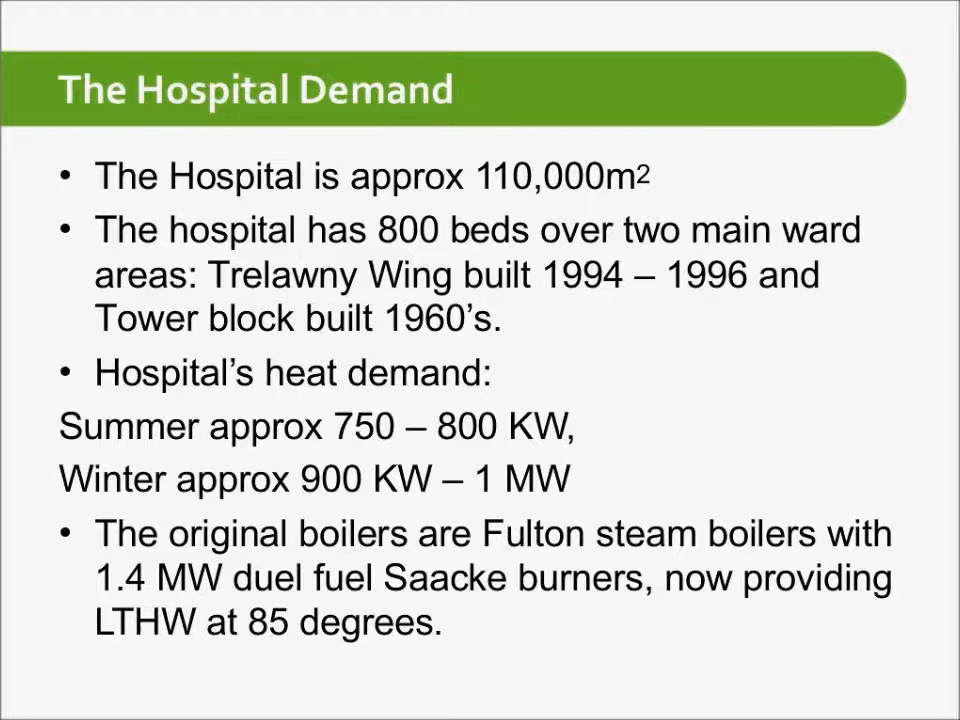 The Hospital Demand
• The Hospital is approx 110,000m2
• The hospital has 800 beds over two main ward
areas: Trelawny Wing built 1994 – 1996 and
Tower block built 1960’s.
• Hospital’s heat demand:
Summer approx 750 – 800 KW,
Winter approx 900 KW – 1 MW
• The original boilers are Fulton steam boilers with
1.4 MW duel fuel Saacke burners, now providing
LTHW at 85 degrees.